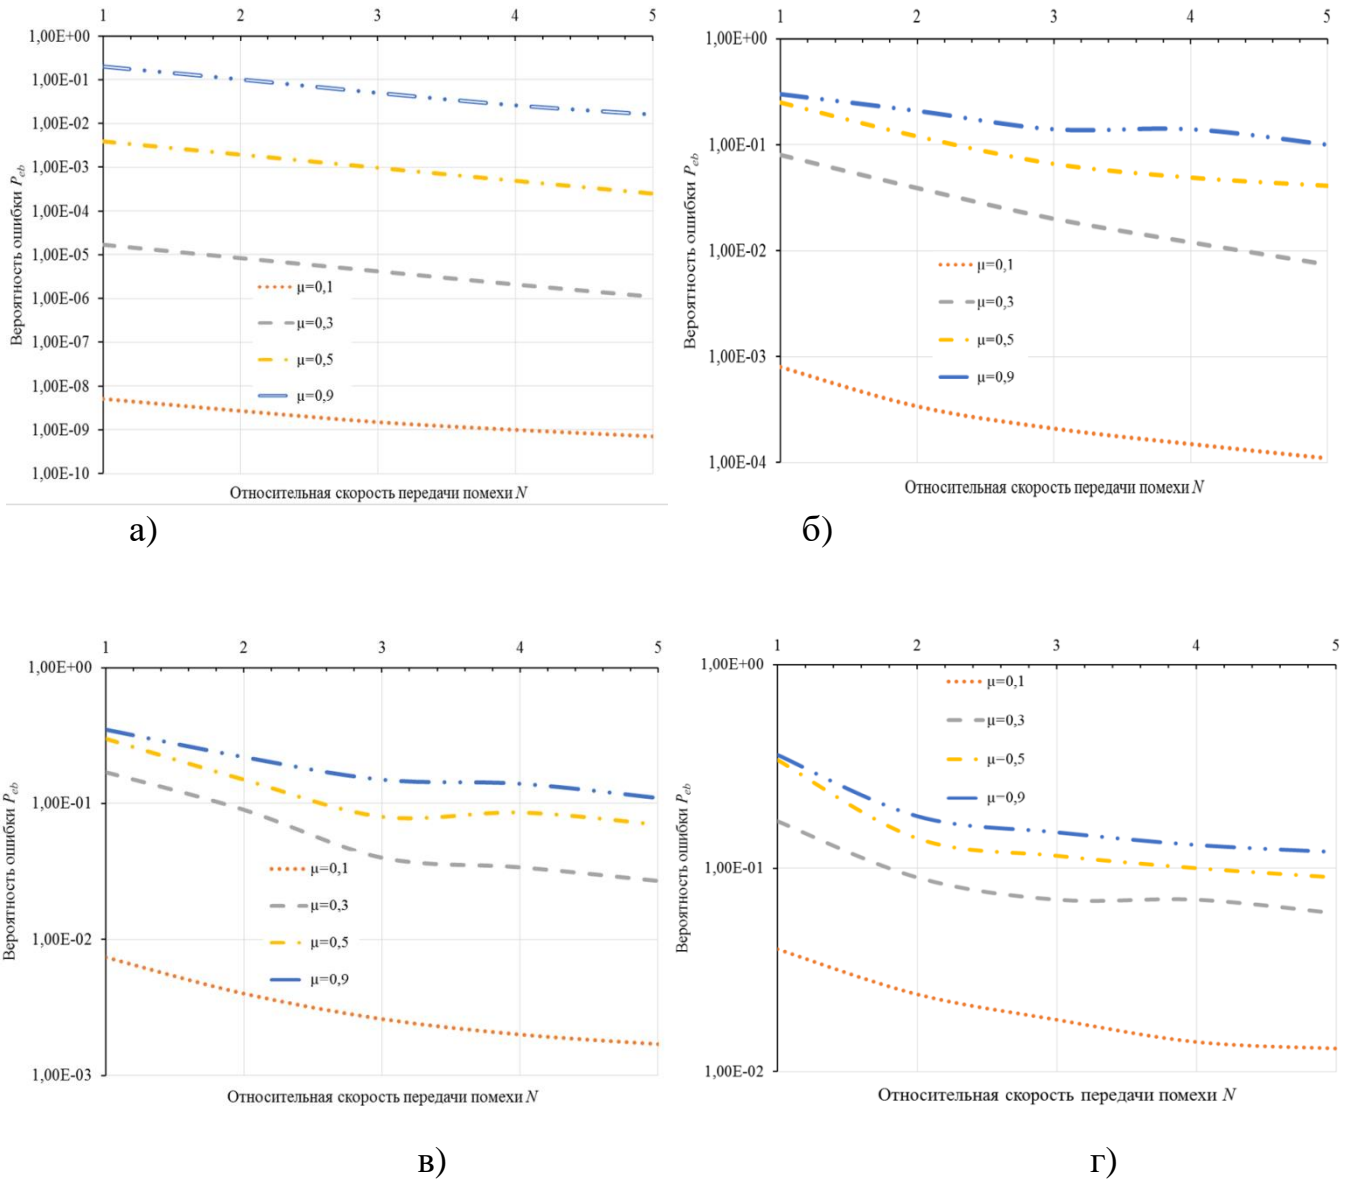 1 2 3 4 5
1,00E+00
1,00E-01
1,00E-02
1,00E-03
1,00E-04
1,00E-05
1,00E-06
1,00E-07
1,00E-08
1,00E-09
1,00E-10
Вероятность ошибки Peb
μ=0,1
μ=0,3
μ=0,5
μ=0,9
Относительная скорость передачи помехи N
а)
1 2 3 4 5
1,00E+00
1,00E-01
1,00E-02
1,00E-03
1,00E-04
Вероятность ошибки Peb
μ=0,1
μ=0,3
μ=0,5
μ=0,9
Относительная скорость передачи помехи N
б)
1 2 3 4 5
1,00E+00
1,00E-01
1,00E-02
1,00E-03
Вероятность ошибки Peb
μ=0,1
μ=0,3
μ=0,5
μ=0,9
Относительная скорость передачи помехи N
в)
1 2 3 4 5
1,00E+00
1,00E-01
1,00E-02
Вероятность ошибки Peb
μ=0,1
μ=0,3
μ=0,5
μ=0,9
Относительная скорость передачи помехи N
г)